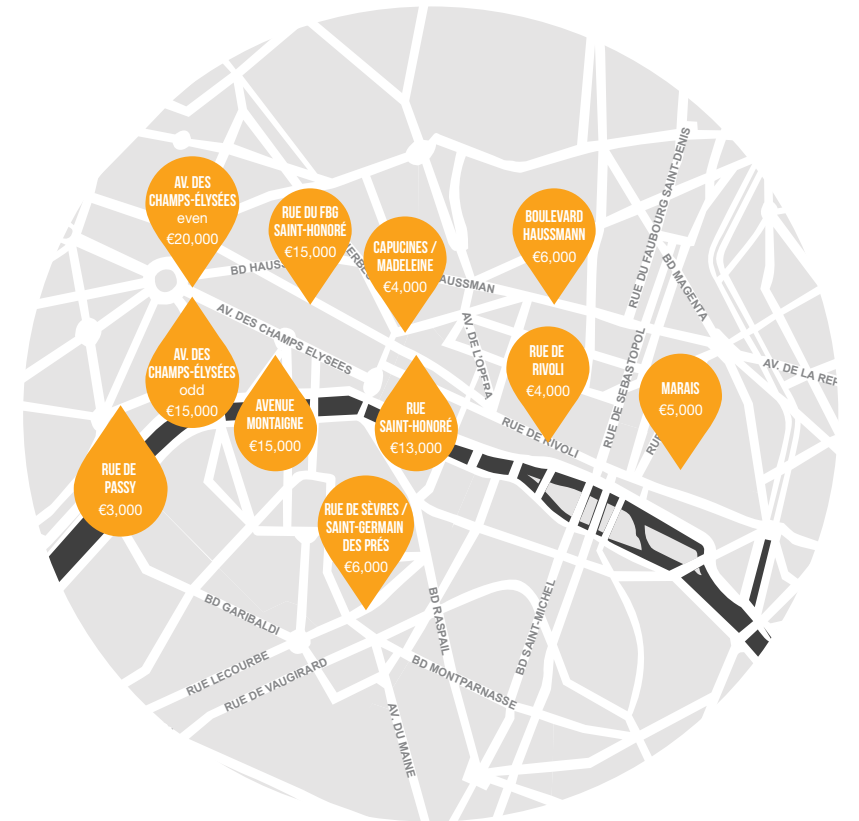 AV. DES
CHAMPS-ÉLYSÉES
even
€20,000
RUE DU FBG
SAINT-HONORÉ
€15,000
CAPUCINES /
MADELEINE
€4,000
BOULEVARD
HAUSSMANN
€6,000
RUE DU FAUBOURG SAINT-DENIS
BD HAUSS
AUSSMAN
BD MAGENTA
AV. DES CHAMPS ELYSEES
AV. DE L'OPERA
AV. DES
CHAMPS-ÉLYSÉES
odd
€15,000
AVENUE
MONTAIGNE
€15,000
RUE
SAINT-HONORÉ
€13,000
RUE DE
RIVOLI
€4,000
RUE DE SEBASTOPOL
MARAIS
€5,000
AV. DE LA REP
RUE DE RIVOLI
RUE
RUE DE
PASSY
€3,000
RUE DE SÈVRES /
SAINT-GERMAIN
DES PRÉS
€6,000
BD GARIBALDI
BD RASPAIL
BD SAINT-MICHEL
RUE LECOURBE
RUE DE VAUGIRARD
BD MONTPARNASSE
AV. DU MAINE